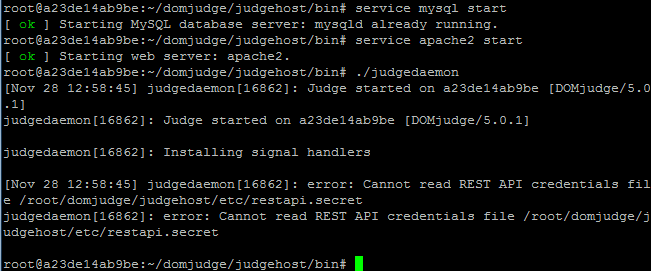 root@a23de14ab9be:~/domjudge/judgehost/bin# service mysql start
[ ok ] Starting MySQL database server: mysqld already running.
root@a23de14ab9be:~/domjudge/judgehost/bin# service apache2 start
[ ok ] Starting web server: apache2.
root@a23de14ab9be:~/domjudge/judgehost/bin# ./judgedaemon
[Nov 28 12:58:45] judgedaemon[16862]: Judge started on a23de14ab9be [DOMjudge/5.0
.1]
judgedaemon[16862]: Judge started on a23de14ab9be [DOMjudge/5.0.1]
judgedaemon[16862]: Installing signal handlers
[Nov 28 12:58:45] judgedaemon[16862]: error: Cannot read REST API credentials fil
e /root/domjudge/judgehost/etc/restapi.secret
judgedaemon[16862]: error: Cannot read REST API credentials file /root/domjudge/j
udgehost/etc/restapi.secret
root@a23de14ab9be:~/domjudge/judgehost/bin#